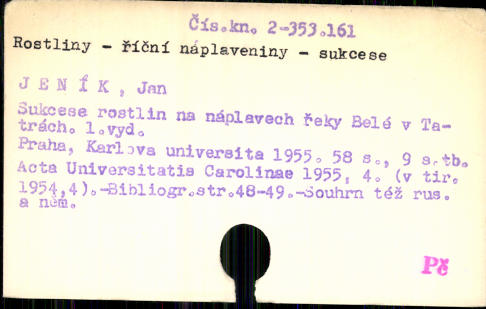 Čís.kn. 2-353.161
Rostliny - říční náplaveniny - sukcese
J E N Í K , Jan
Sukcese rostlin na náplavech řeky Belé v Ta-
trách. 1.vyd.
Praha, Karlova universita 1955. 58 s., 9 s.tb.
Acta Universitatis Carolinae 1955, 4. (v tir.
1954,4).-Bibliogr.str.48-49.-Souhrn též rus.
a něm.
Pč